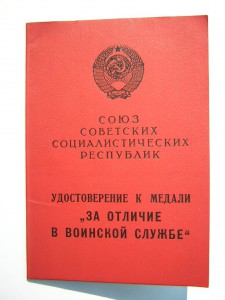 СОЮЗ
СОВЕТСКИХ
СОЦИАЛИСТИЧЕСКИХ
РЕСПУБЛИК
УДОСТОВЕРЕНИЕ К МЕДАЛИ
„ЗА ОТЛИЧИЕ
В ВОИНСКОЙ СЛУЖБЕ“